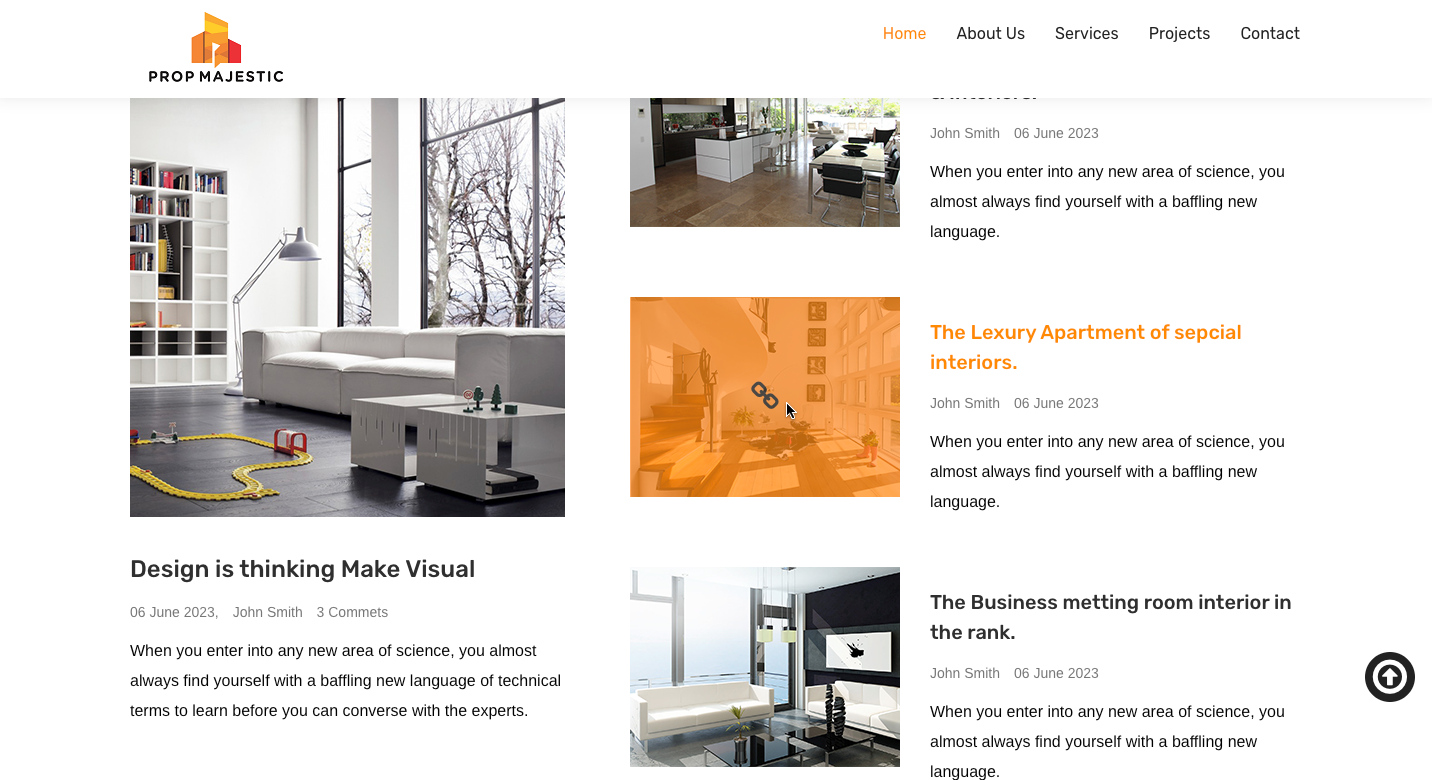 PROP MAJESTIC
Home
About Us
Services
Projects
Contact
John Smith 06 June 2023
When you enter into any new area of science, you
almost always find yourself with a baffling new
language.
The Lexury Apartment of sepcial
interiors.
John Smith 06 June 2023
When you enter into any new area of science, you
almost always find yourself with a baffling new
language.
Design is thinking Make Visual
06 June 2023, John Smith 3 Commets
When you enter into any new area of science, you almost
always find yourself with a baffling new language of technical
terms to learn before you can converse with the experts.
The Business metting room interior in
the rank.
John Smith 06 June 2023
When you enter into any new area of science, you
almost always find yourself with a baffling new
language.